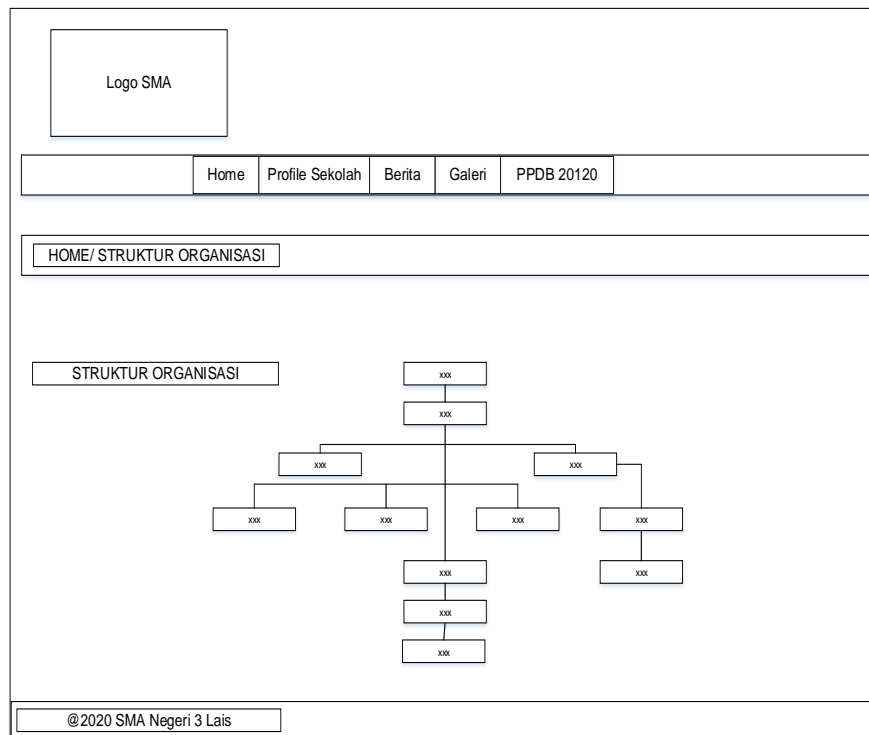 Logo SMA
Home Profile Sekolah Berita Galeri PPDB 20120
HOME/ STRUKTUR ORGANISASI
STRUKTUR ORGANISASI
xxx
xxx
xxx xxx
xxx xxx xxx xxx
xxx xxx
xxx
xxx
@2020 SMA Negeri 3 Lais